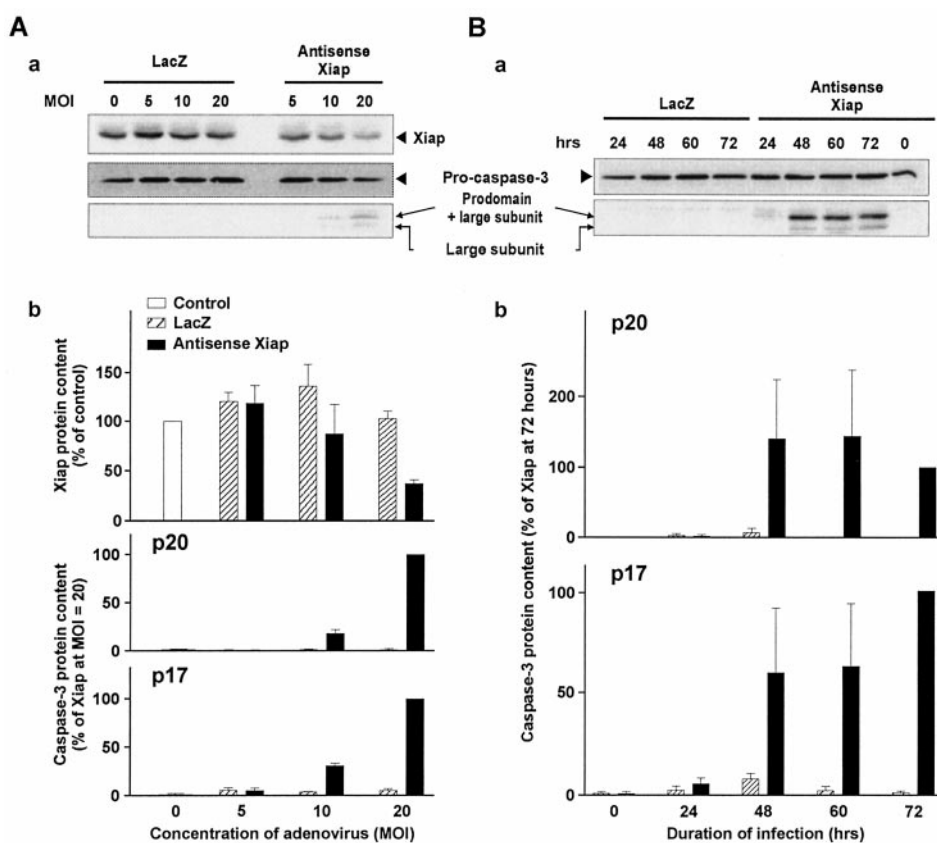 A
a
LacZ
Antisense
Xiap
MOI 0 5 10 20 5 10 20
Xiap
Pro-caspase-3
Prodomain
+ large subunit
Large subunit
b
Control
LacZ
Antisense Xiap
Xiap protein content
(% of control)
150
100
50
0
p20
100
50
0
p17
100
50
0
Caspase-3 protein content
(% of Xiap at MOI = 20)
0 5 10 20
Concentration of adenovirus (MOI)
B
a
LacZ
Antisense
Xiap
hrs 24 48 60 72 24 48 60 72 0
b
p20
200
150
100
50
0
p17
100
50
0
Caspase-3 protein content (% of Xiap at 72 hours)
0 24 48 60 72
Duration of infection (hrs)